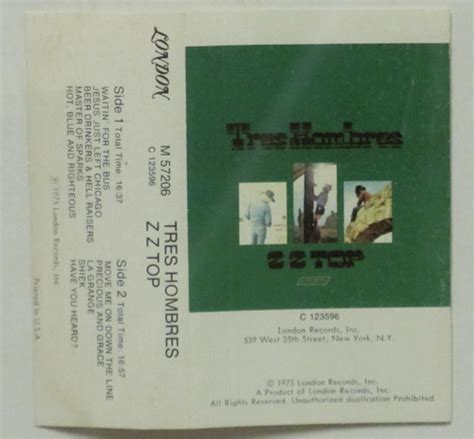 LONDON
M 57206
C 123596
TRES HOMBRES
Z Z TOP
Side 1 Total Time: 16:37
WAITIN' FOR THE BUS
JESUS JUST LEFT CHICAGO
BEER DRINKERS & HELL RAISERS
MASTER OF SPARKS
HOT, BLUE AND RIGHTEOUS
Side 2 Total Time: 16:57
MOVE ME ON DOWN THE LINE
PRECIOUS AND GRACE
LA GRANGE
SHIEK
HAVE YOU HEARD?
℗ 1973 London Records, Inc.
Printed in U.S.A.
Tres Hombres
Z Z TOP
C 123596
London Records, Inc.
539 West 25th Street, New York, N.Y.
© 1973 London Records, Inc.
A Product of London Records, Inc.
All Rights Reserved. Unauthorized duplication Prohibited.